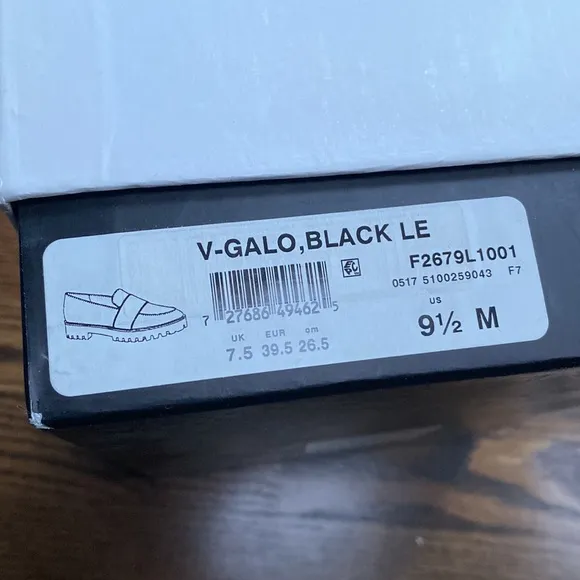 V-GALO,BLACK LE
F2679L1001
0517 5100259043 F7
7 27686 49462 5
UK EUR cm
7.5 39.5 26.5
US
9½ M